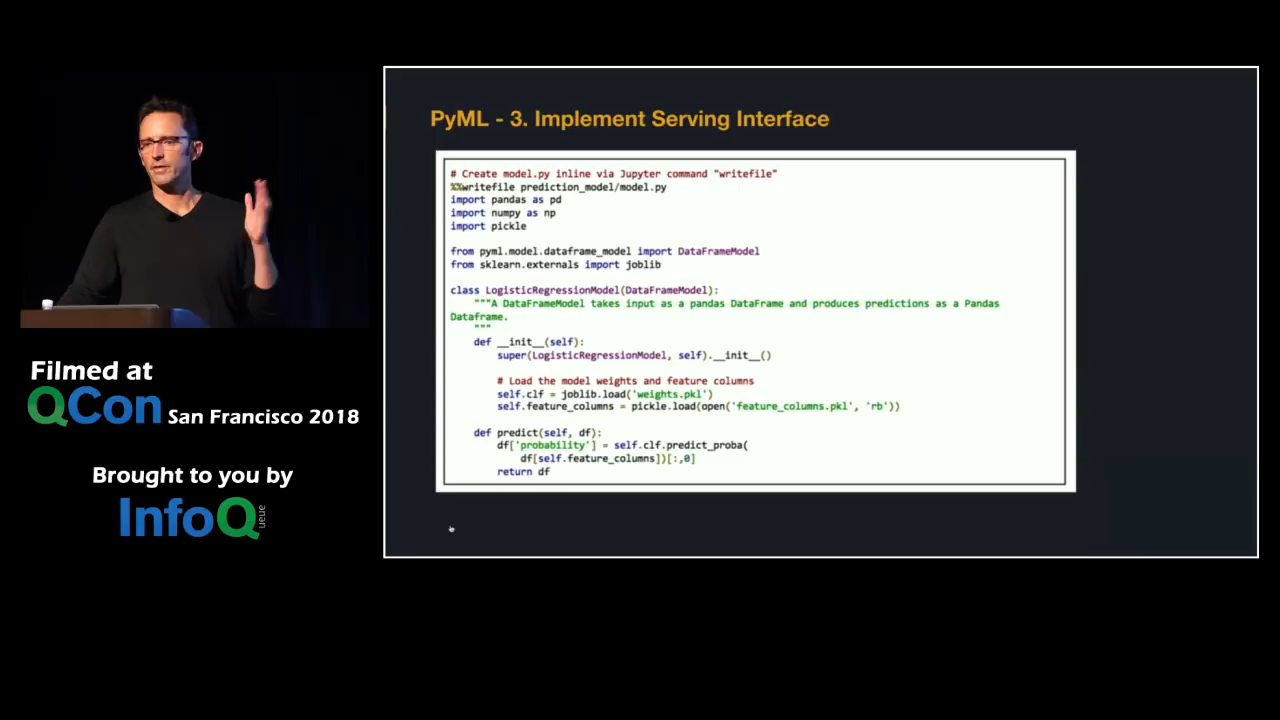 PyML - 3. Implement Serving Interface
# Create model.py inline via Jupyter command "writefile"
%%writefile prediction_model/model.py
import pandas as pd
import numpy as np
import pickle
from pyml.model.dataframe_model import DataFrameModel
from sklearn.externals import joblib
class LogisticRegressionModel(DataFrameModel):
"""A DataFrameModel takes input as a pandas DataFrame and produces predictions as a Pandas
Dataframe.
"""
def __init__(self):
super(LogisticRegressionModel, self).__init__()
# Load the model weights and feature columns
self.clf = joblib.load('weights.pkl')
self.feature_columns = pickle.load(open('feature_columns.pkl', 'rb'))
def predict(self, df):
df['probability'] = self.clf.predict_proba(
df[self.feature_columns])[:,0]
return df
Filmed at
QCon San Francisco 2018
Brought to you by
InfoQ
ueue